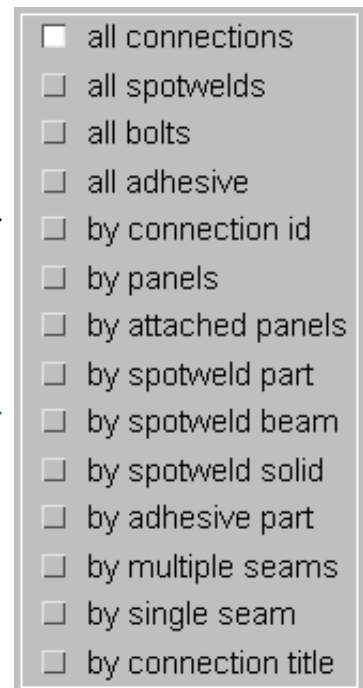 all connections
all spotwelds
all bolts
all adhesive
by connection id
by panels
by attached panels
by spotweld part
by spotweld beam
by spotweld solid
by adhesive part
by multiple seams
by single seam
by connection title